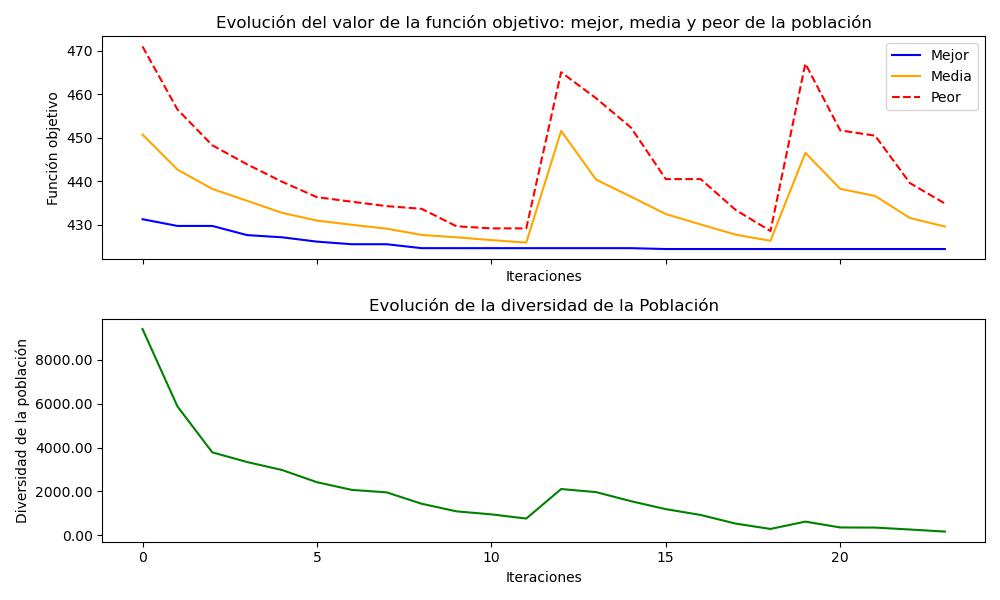 Evolución del valor de la función objetivo: mejor, media y peor de la población
Función objetivo
470
460
450
440
430
Mejor
Media
Peor
Iteraciones
Evolución de la diversidad de la Población
Diversidad de la población
8000.00
6000.00
4000.00
2000.00
0.00
0 5 10 15 20
Iteraciones